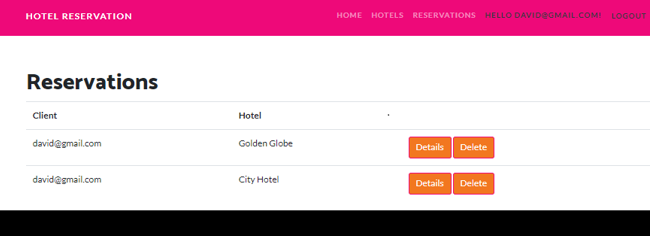 HOTEL RESERVATION HOME HOTELS RESERVATIONS HELLO DAVID@GMAIL.COM! LOGOUT
Reservations
Client Hotel .
david@gmail.com Golden Globe Details Delete
david@gmail.com City Hotel Details Delete